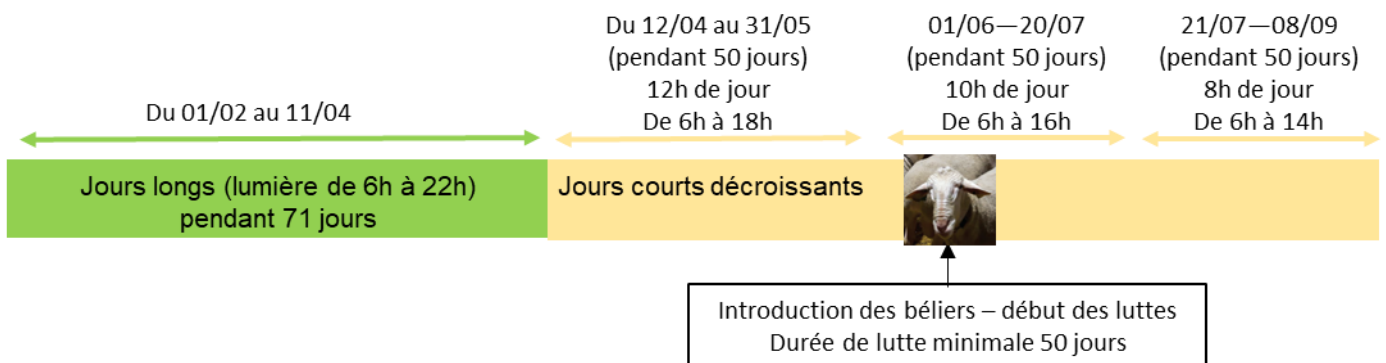 Du 01/02 au 11/04
Du 12/04 au 31/05
(pendant 50 jours)
12h de jour
De 6h à 18h
01/06—20/07
(pendant 50 jours)
10h de jour
De 6h à 16h
21/07—08/09
(pendant 50 jours)
8h de jour
De 6h à 14h
Jours longs (lumière de 6h à 22h)
pendant 71 jours
Jours courts décroissants
Introduction des béliers – début des luttes
Durée de lutte minimale 50 jours